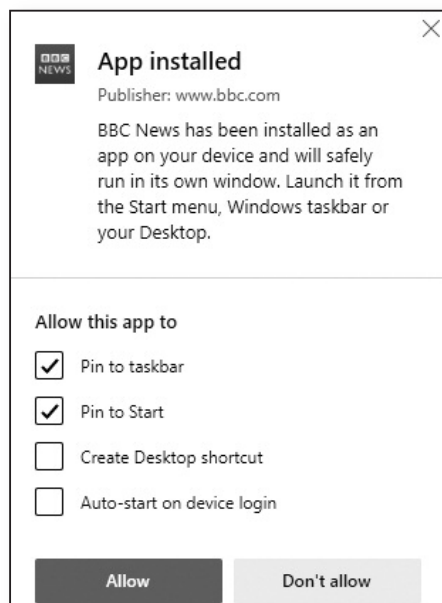 BBC
NEWS
App installed
Publisher: www.bbc.com
BBC News has been installed as an
app on your device and will safely
run in its own window. Launch it from
the Start menu, Windows taskbar or
your Desktop.
Allow this app to
Pin to taskbar
Pin to Start
Create Desktop shortcut
Auto-start on device login
Allow
Don't allow